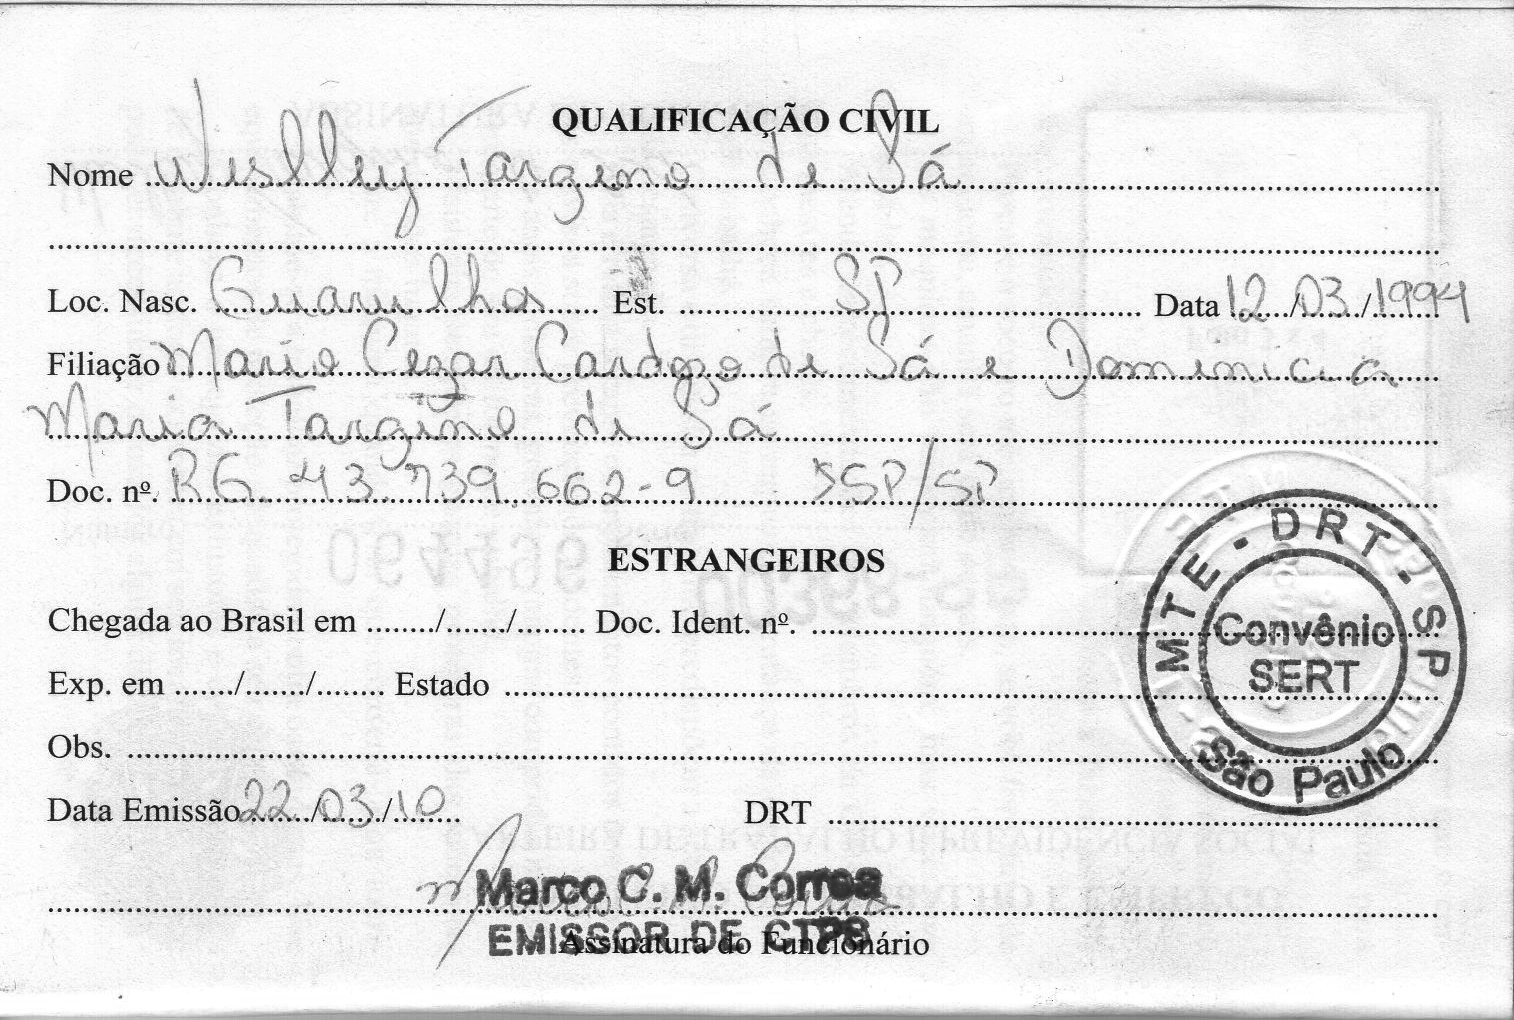 QUALIFICAÇÃO CIVIL
Nome Weslley Targino de Sá
Loc. Nasc. Guarulhos Est. SP Data 12/03/1994
Filiação Mario Cezar Cardozo de Sá e Dominicia
Maria Targino de Sá
Doc. nº. RG. 43.739.662-9 SSP/SP
ESTRANGEIROS
Chegada ao Brasil em ......../......./........ Doc. Ident. nº.
Exp. em ......./......./........ Estado
Obs.
Data Emissão 22/03/10 DRT
Marco C. M. Correa
EMISSOR DE CTPS
Assinatura do Funcionário
MTE - DRT - SP
Convênio
SERT
São Paulo
064496
00368